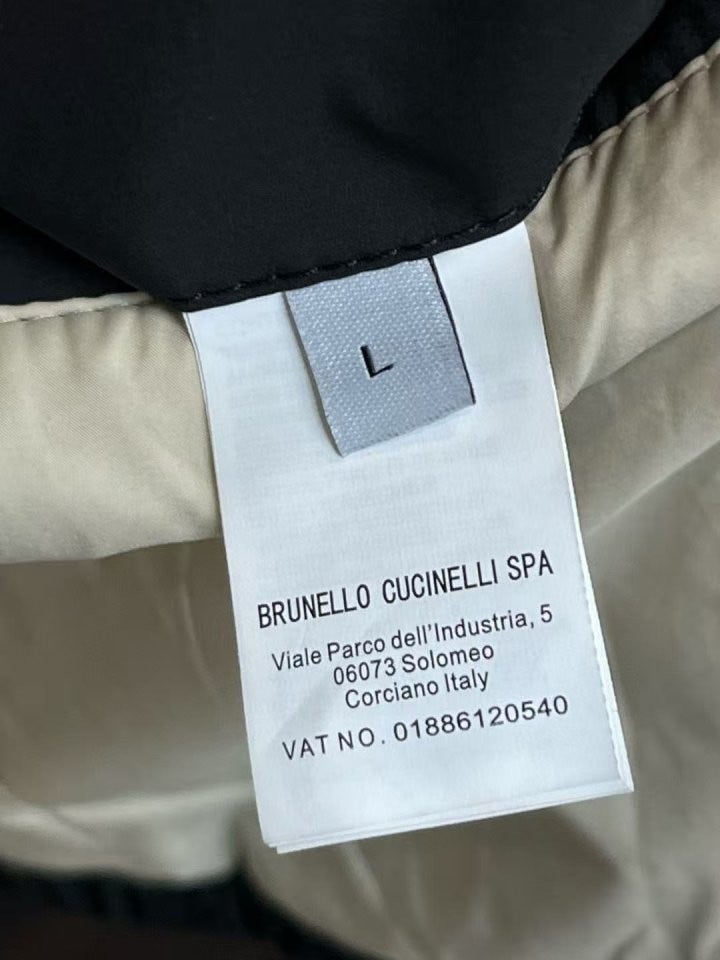 L
BRUNELLO CUCINELLI SPA
Viale Parco dell'Industria, 5
06073 Solomeo
Corciano Italy
VAT NO. 01886120540